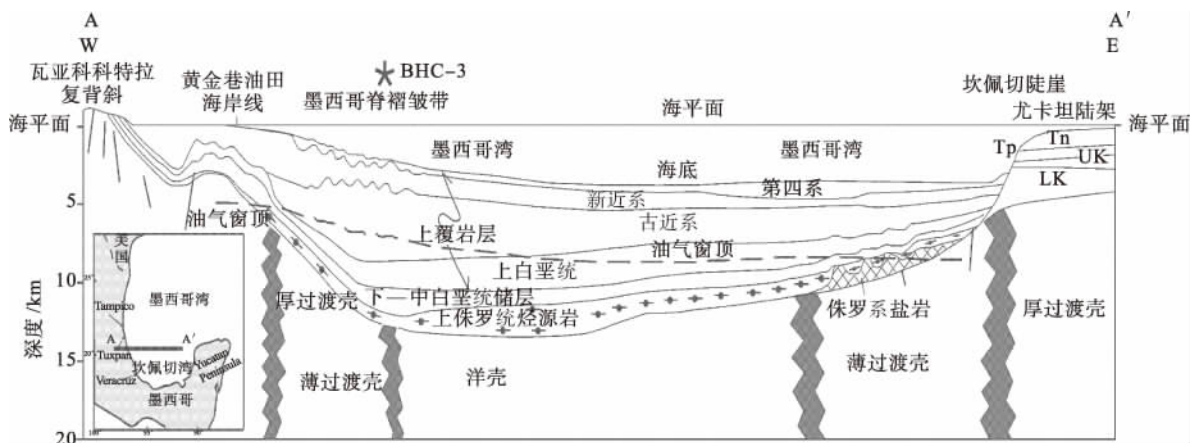 A
W
瓦亚科科特拉
复背斜
黄金巷油田
海岸线
BHC-3
墨西哥脊褶皱带
海平面
A′
E
坎佩切陡崖
尤卡坦陆架
海平面
海平面
墨西哥湾
墨西哥湾
海底
第四系
新近系
古近系
Tp
Tn
UK
LK
油气窗顶
上覆岩层
油气窗顶
上白垩统
下—中白垩统储层
上侏罗统烃源岩
侏罗系盐岩
厚过渡壳
薄过渡壳
洋壳
薄过渡壳
厚过渡壳
深度/km
5
10
15
20
美国
墨西哥湾
25°
Tampico
A
A′
20°
Tuxpan
坎佩切湾
Yucatap
Peninsula
Veracruz
墨西哥
95°
90°